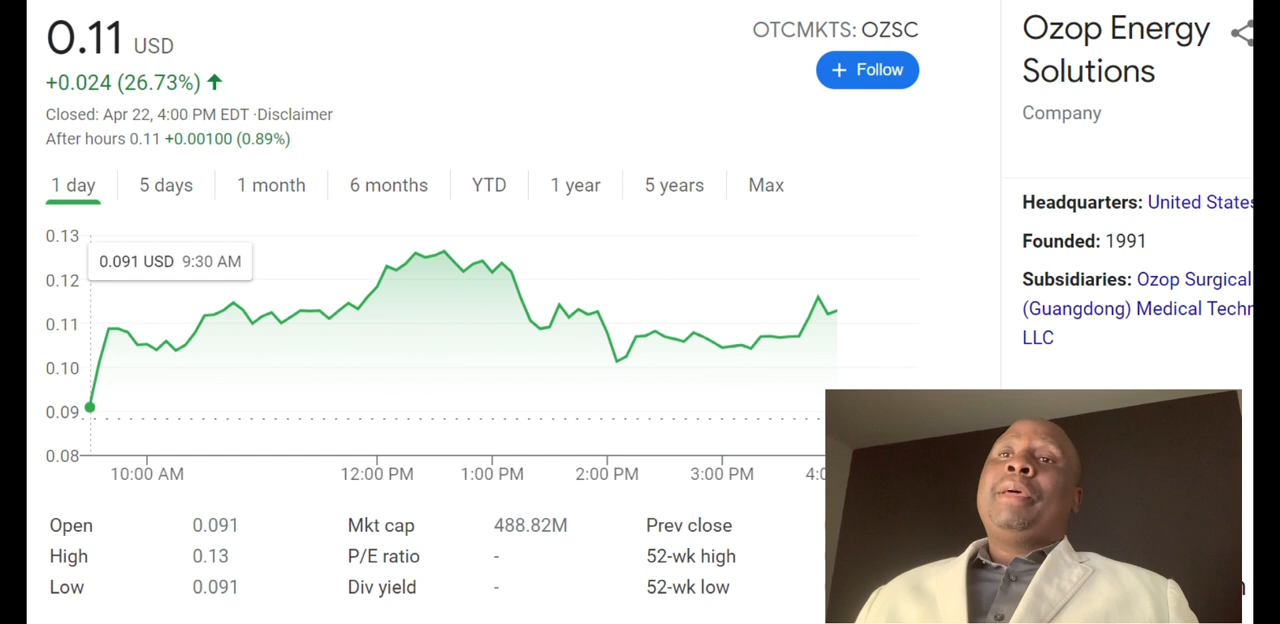 0.11 USD
+0.024 (26.73%)
Closed: Apr 22, 4:00 PM EDT ·Disclaimer
After hours 0.11 +0.00100 (0.89%)
OTCMKTS: OZSC
+ Follow
1 day 5 days 1 month 6 months YTD 1 year 5 years Max
0.13
0.091 USD 9:30 AM
0.12
0.11
0.10
0.09
0.08
10:00 AM 12:00 PM 1:00 PM 2:00 PM 3:00 PM 4:0
Open 0.091 Mkt cap 488.82M Prev close
High 0.13 P/E ratio - 52-wk high
Low 0.091 Div yield - 52-wk low
Ozop Energy
Solutions
Company
Headquarters: United States
Founded: 1991
Subsidiaries: Ozop Surgical
(Guangdong) Medical Techn
LLC